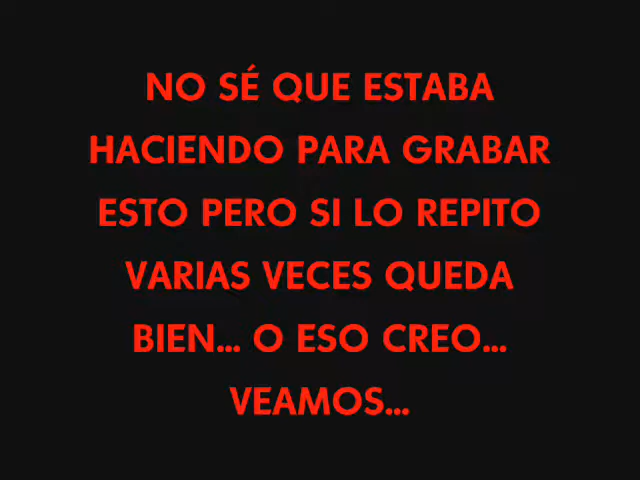 NO SÉ QUE ESTABA
HACIENDO PARA GRABAR
ESTO PERO SI LO REPITO
VARIAS VECES QUEDA
BIEN... O ESO CREO...
VEAMOS...